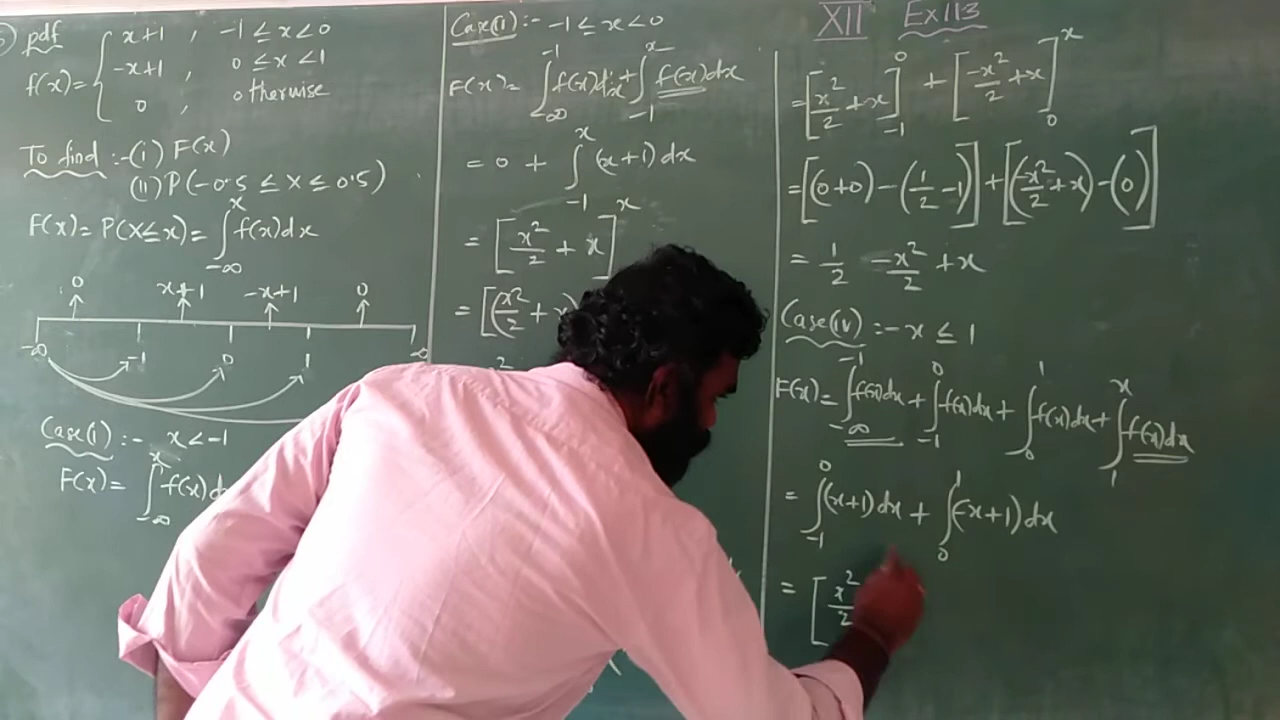 pdf
f(x) = { x+1 , -1 ≤ x < 0
-x+1 , 0 ≤ x < 1
0 , otherwise
To find :- (i) F(x)
(ii) P(-0.5 ≤ X ≤ 0.5)
F(x) = P(X ≤ x) = ∫_{-∞}^{x} f(x)dx
0 x+1 -x+1 0
-∞ -1 0 1 ∞
Case(i) :- x < -1
F(x) = ∫_{-∞}^{x} f(x)d
Case(ii) :- -1 ≤ x < 0
F(x) = ∫_{-∞}^{-1} f(x)dx + ∫_{-1}^{x} f(x)dx
= 0 + ∫_{-1}^{x} (x+1)dx
= [x²/2 + x]^{x}
= [(x²/2 + x)
XII Ex 11.3
= [x²/2 + x]_{-1}^{0} + [-x²/2 + x]_{0}^{x}
= [(0+0) - (1/2 - 1)] + [(-x²/2 + x) - (0)]
= 1/2 - x²/2 + x
Case(iv) :- x ≤ 1
F(x) = ∫_{-∞}^{-1} f(x)dx + ∫_{-1}^{0} f(x)dx + ∫_{0}^{1} f(x)dx + ∫_{1}^{x} f(x)dx
= ∫_{-1}^{0} (x+1)dx + ∫_{0}^{1} (-x+1)dx
= [x²/2